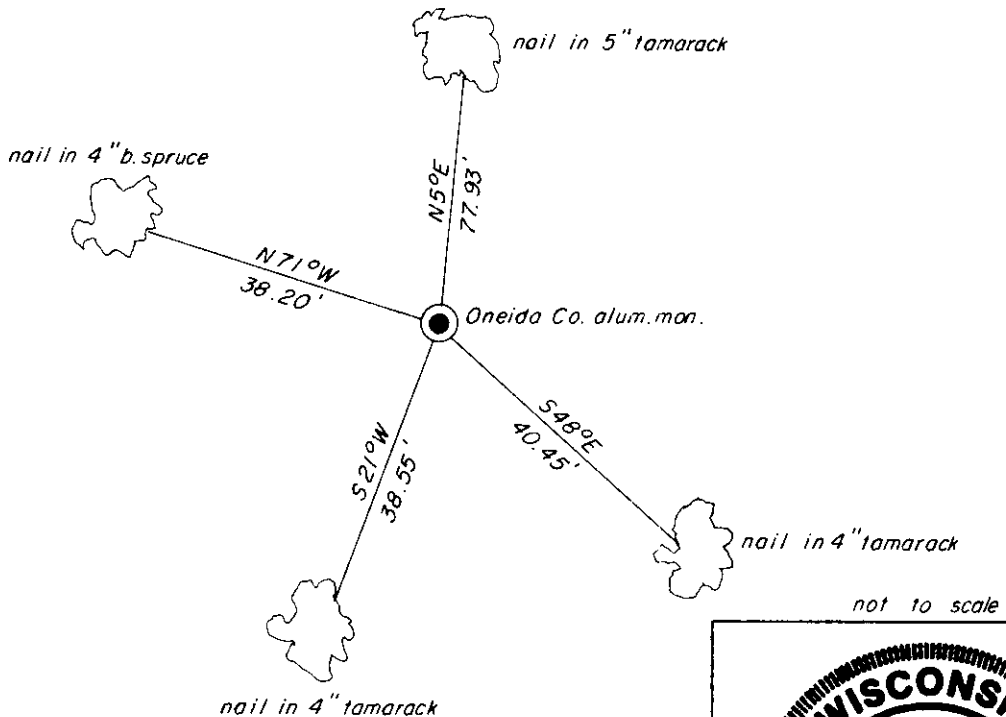 nail in 5" tamarack
nail in 4" b. spruce
N5°E
77.93'
N71°W
38.20'
Oneida Co. alum. mon.
S48°E
40.45'
S21°W
38.55'
nail in 4" tamarack
not to scale
nail in 4" tamarack
WISCONS